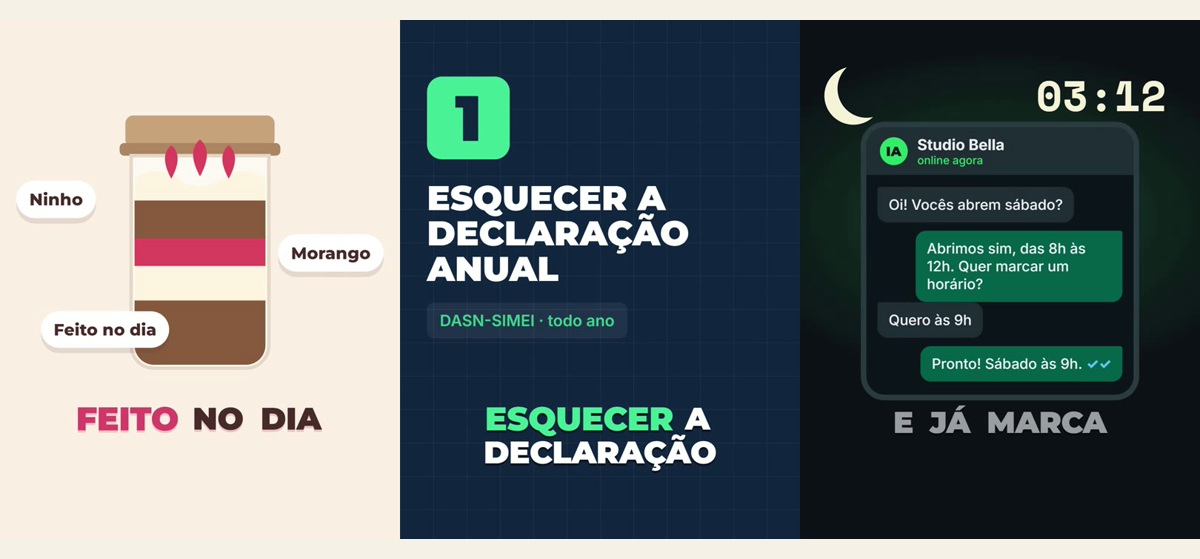 Ninho
Morango
Feito no dia
FEITO NO DIA
1
ESQUECER A
DECLARAÇÃO
ANUAL
DASN-SIMEI · todo ano
ESQUECER A
DECLARAÇÃO
03:12
IA
Studio Bella
online agora
Oi! Vocês abrem sábado?
Abrimos sim, das 8h às
12h. Quer marcar um
horário?
Quero às 9h
Pronto! Sábado às 9h.
E JÁ MARCA